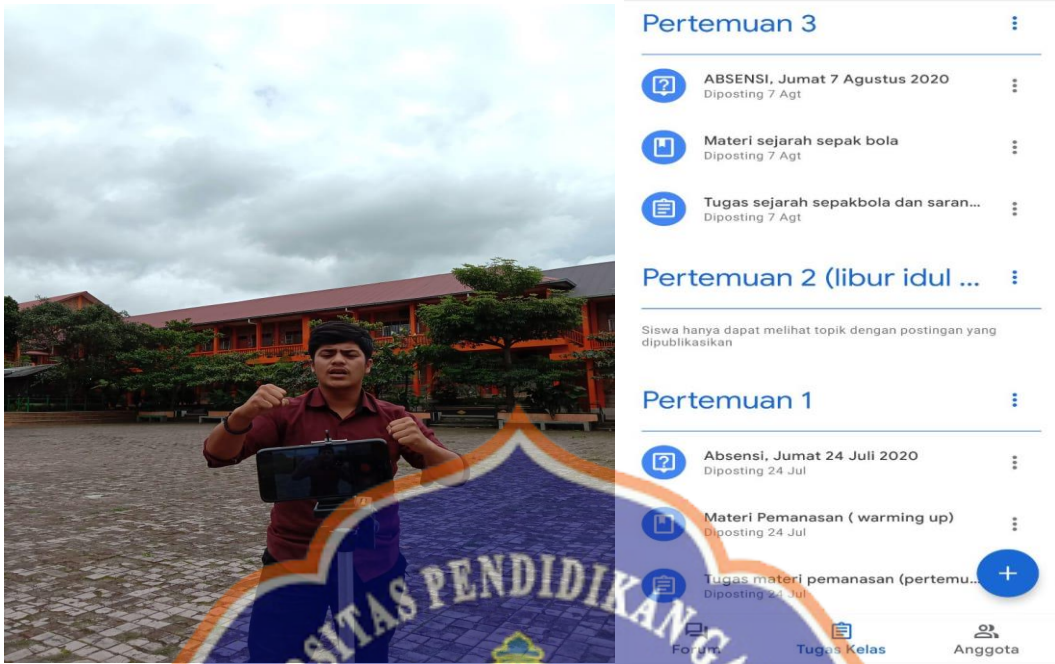 Pertemuan 3
ABSENSI, Jumat 7 Agustus 2020
Diposting 7 Agt
Materi sejarah sepak bola
Diposting 7 Agt
Tugas sejarah sepakbola dan saran...
Diposting 7 Agt
Pertemuan 2 (libur idul ...
Siswa hanya dapat melihat topik dengan postingan yang
dipublikasikan
Pertemuan 1
Absensi, Jumat 24 Juli 2020
Diposting 24 Jul
Materi Pemanasan ( warming up)
Diposting 24 Jul
Tugas materi pemanasan (pertemu...
Diposting 24 Jul
Forum
Tugas Kelas
Anggota
SITAS PENDIDIKAN GA